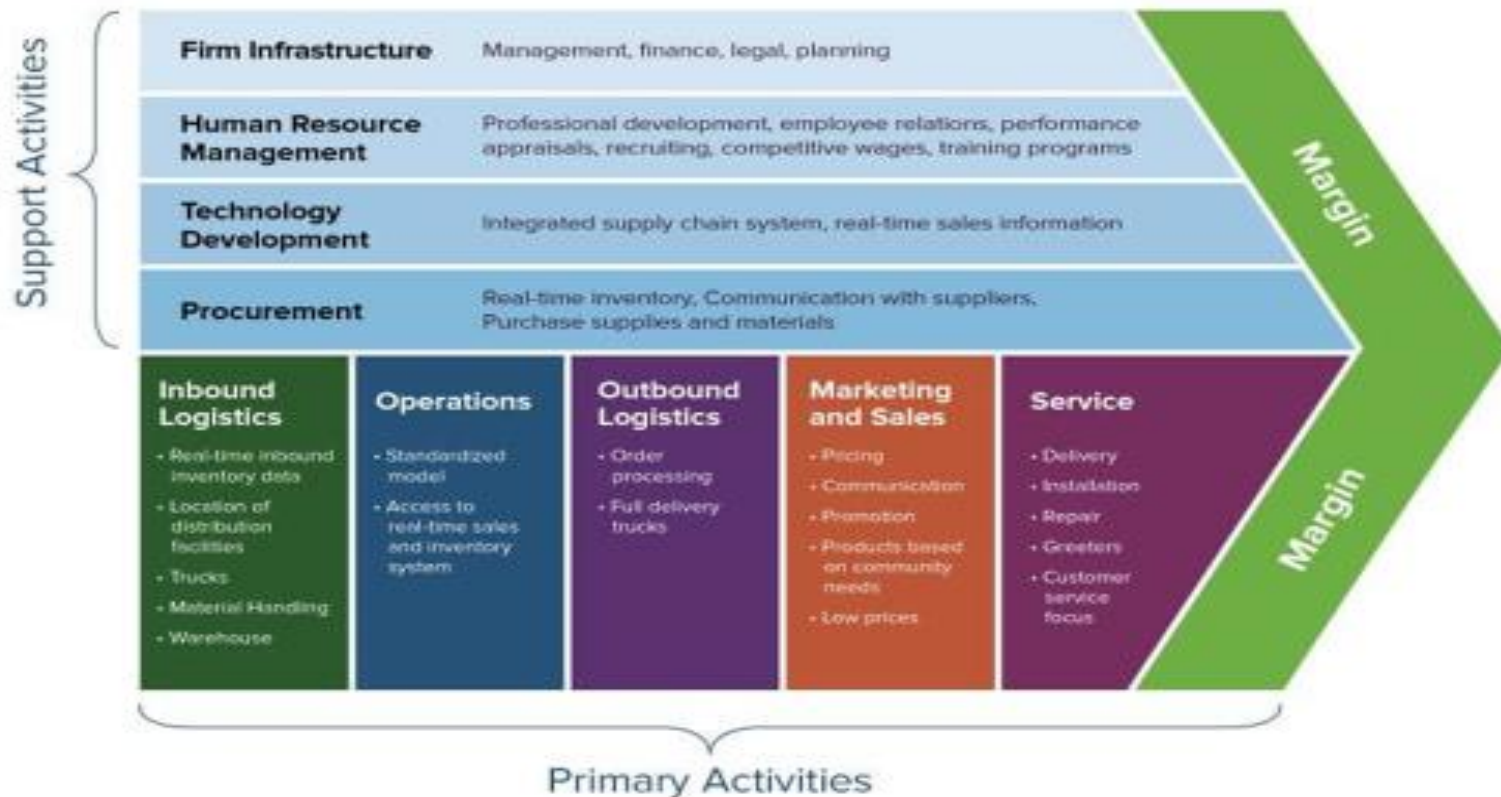 Support Activities
Firm Infrastructure
Management, finance, legal, planning
Human Resource
Management
Professional development, employee relations, performance
appraisals, recruiting, competitive wages, training programs
Technology
Development
Integrated supply chain system, real-time sales information
Procurement
Real-time inventory, Communication with suppliers,
Purchase supplies and materials
Margin
Margin
Inbound
Logistics
• Real-time inbound
inventory data
• Location of
distribution
facilities
• Trucks
• Material Handling
• Warehouse
Operations
• Standardized
model
• Access to
real-time sales
and inventory
system
Outbound
Logistics
• Order
processing
• Full delivery
trucks
Marketing
and Sales
• Pricing
• Communication
• Promotion
• Products based
on community
needs
• Low prices
Service
• Delivery
• Installation
• Repair
• Greeters
• Customer
service
focus
Primary Activities